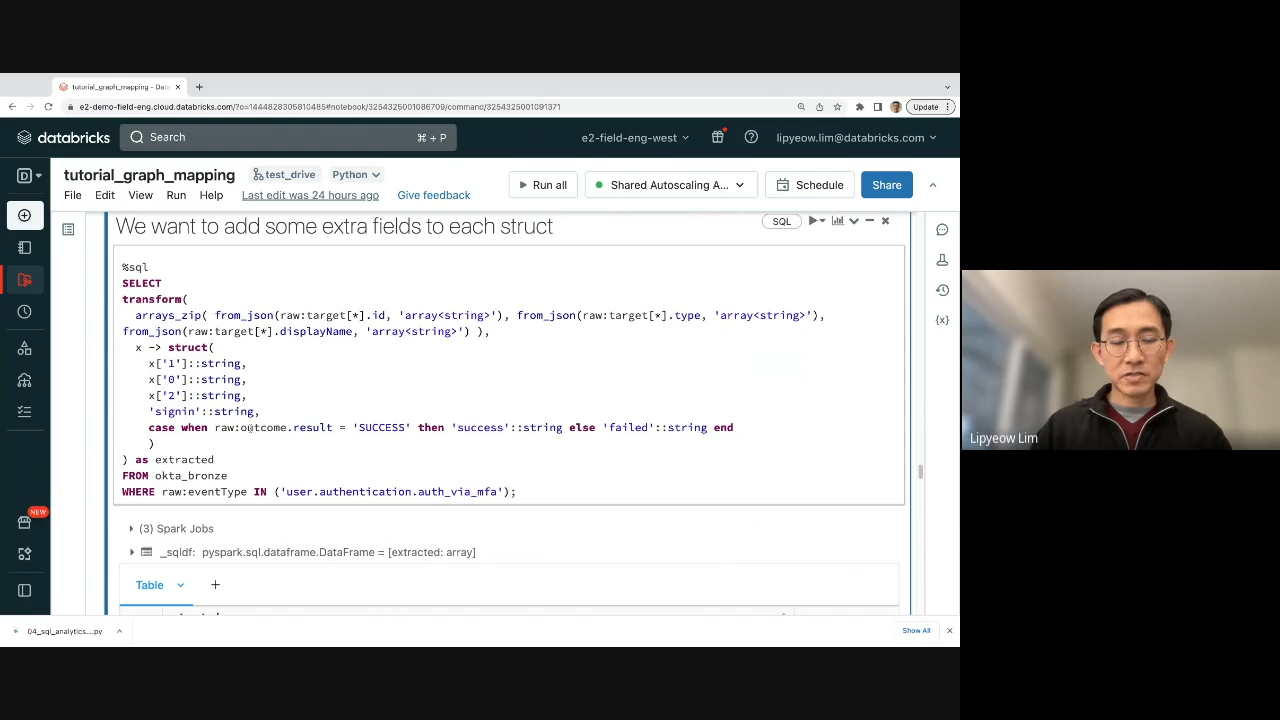 tutorial_graph_mapping - Data
e2-demo-field-eng.cloud.databricks.com/?o=1444828305810485#notebook/3254325001086709/command/3254325001091371
Update
databricks
Search
⌘ + P
e2-field-eng-west
lipyeow.lim@databricks.com
D
tutorial_graph_mapping
test_drive
Python
File
Edit
View
Run
Help
Last edit was 24 hours ago
Give feedback
Run all
Shared Autoscaling A...
Schedule
Share
We want to add some extra fields to each struct
SQL
%sql
SELECT
transform(
arrays_zip( from_json(raw:target[*].id, 'array<string>'), from_json(raw:target[*].type, 'array<string>'),
from_json(raw:target[*].displayName, 'array<string>') ),
x -> struct(
x['1']::string,
x['0']::string,
x['2']::string,
'signin'::string,
case when raw:outcome.result = 'SUCCESS' then 'success'::string else 'failed'::string end
)
) as extracted
FROM okta_bronze
WHERE raw:eventType IN ('user.authentication.auth_via_mfa');
(3) Spark Jobs
_sqldf: pyspark.sql.dataframe.DataFrame = [extracted: array]
Table
+
NEW
04_sql_analytics....py
Show All
Lipyeow Lim